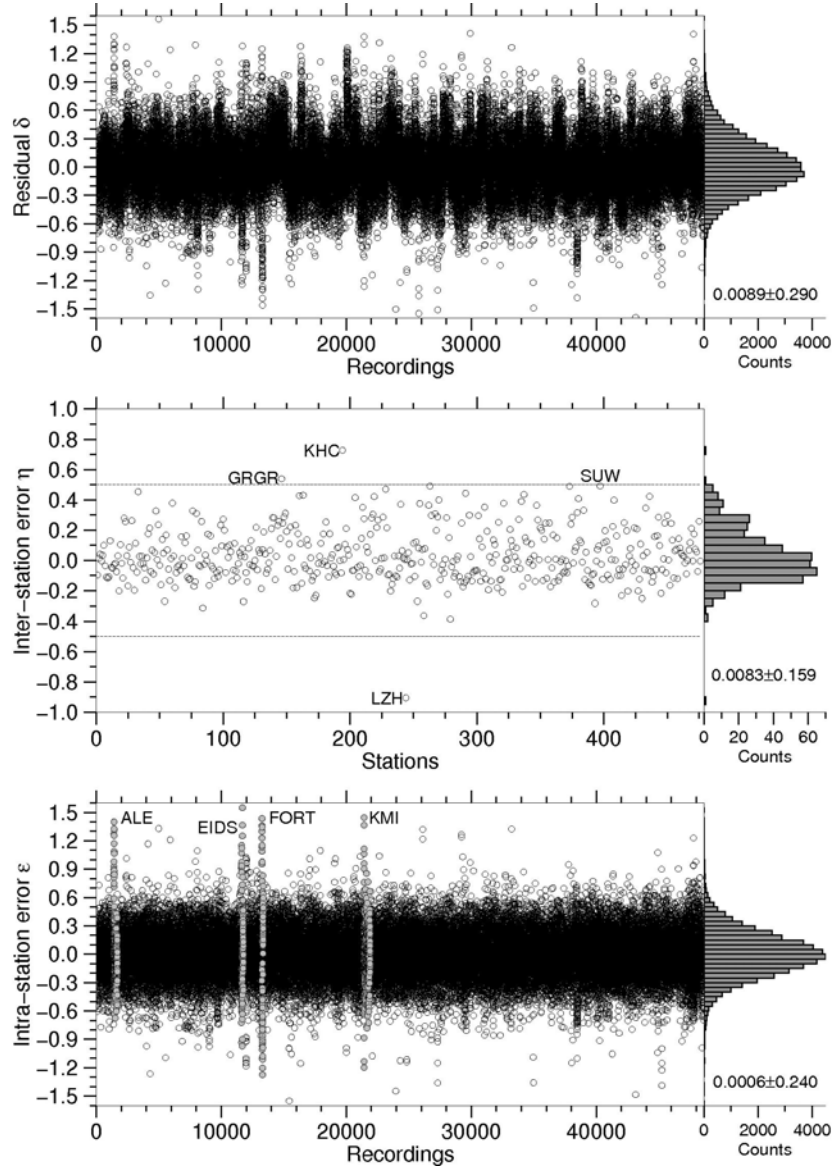 1.5
1.2
0.9
0.6
0.3
0.0
−0.3
−0.6
−0.9
−1.2
−1.5
Residual δ
0.0089±0.290
0 10000 20000 30000 40000
Recordings
0 2000 4000
Counts
1.0
0.8
0.6
0.4
0.2
0.0
−0.2
−0.4
−0.6
−0.8
−1.0
Inter−station error η
KHC
GRGR
SUW
LZH
0.0083±0.159
0 100 200 300 400
Stations
0 20 40 60
Counts
1.5
1.2
0.9
0.6
0.3
0.0
−0.3
−0.6
−0.9
−1.2
−1.5
Intra−station error ε
ALE
EIDS
FORT
KMI
0.0006±0.240
0 10000 20000 30000 40000
Recordings
0 2000 4000
Counts